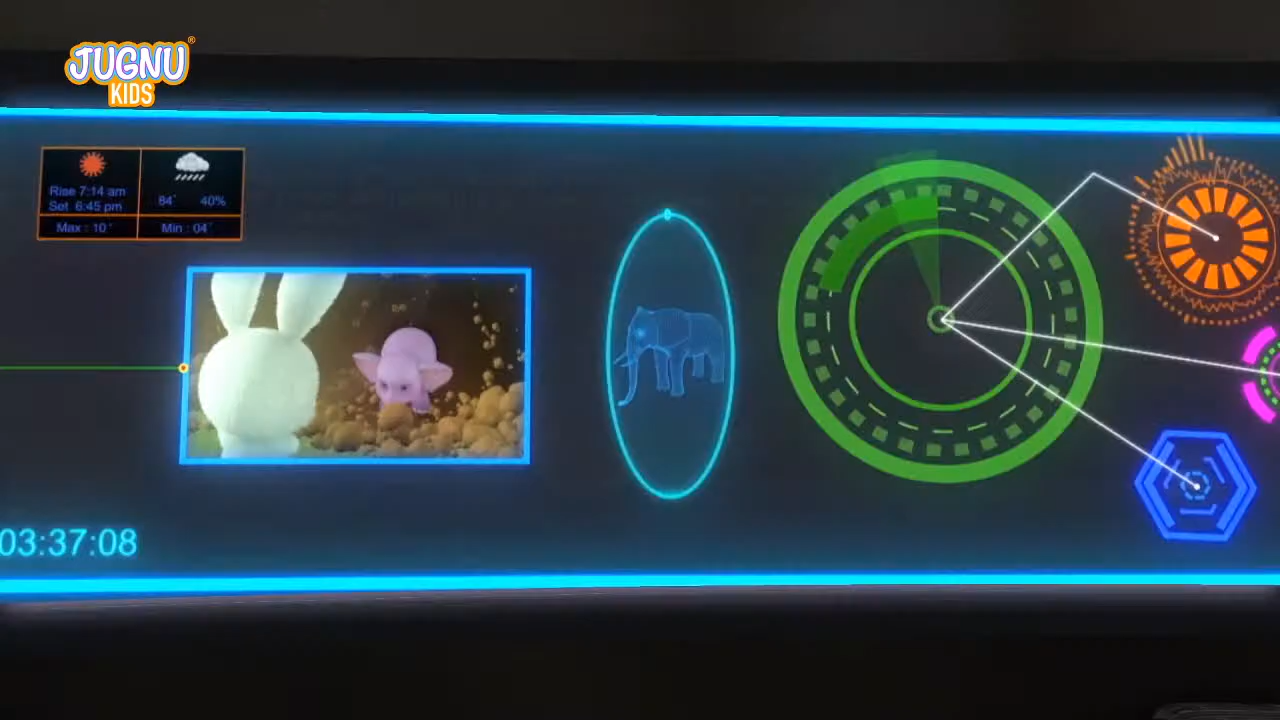 JUGNU®
KIDS
Rise 7:14 am
Set 6:45 pm
84° 40%
Max : 10°
Min : 04°
03:37:08